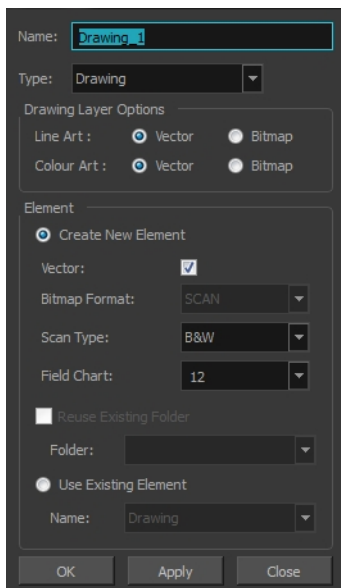 Name: Drawing_1
Type: Drawing
Drawing Layer Options
Line Art : Vector Bitmap
Colour Art : Vector Bitmap
Element
Create New Element
Vector:
Bitmap Format: SCAN
Scan Type: B&W
Field Chart: 12
Reuse Existing Folder
Folder:
Use Existing Element
Name: Drawing
OK Apply Close